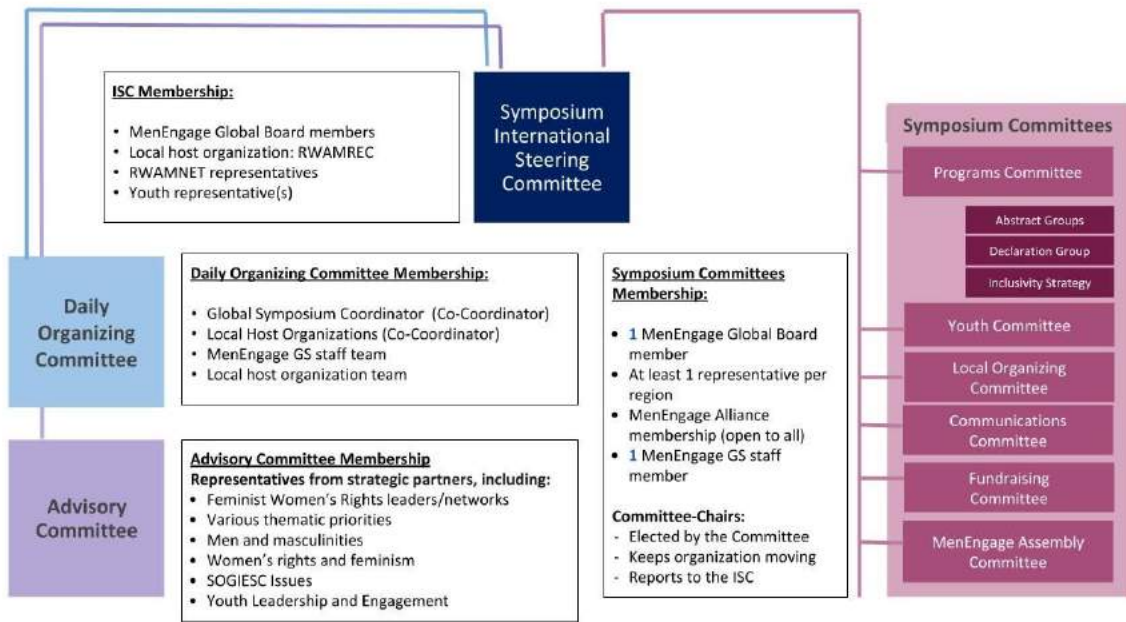 ISC Membership:
• MenEngage Global Board members
• Local host organization: RWAMREC
• RWAMNET representatives
• Youth representative(s)
Symposium
International
Steering
Committee
Symposium Committees
Programs Committee
Abstract Groups
Declaration Group
Inclusivity Strategy
Youth Committee
Local Organizing
Committee
Communications
Committee
Fundraising
Committee
MenEngage Assembly
Committee
Daily
Organizing
Committee
Daily Organizing Committee Membership:
• Global Symposium Coordinator (Co-Coordinator)
• Local Host Organizations (Co-Coordinator)
• MenEngage GS staff team
• Local host organization team
Symposium Committees
Membership:
• 1 MenEngage Global Board
member
• At least 1 representative per
region
• MenEngage Alliance
membership (open to all)
• 1 MenEngage GS staff
member
Committee-Chairs:
- Elected by the Committee
- Keeps organization moving
- Reports to the ISC
Advisory
Committee
Advisory Committee Membership
Representatives from strategic partners, including:
• Feminist Women's Rights leaders/networks
• Various thematic priorities
• Men and masculinities
• Women's rights and feminism
• SOGIESC Issues
• Youth Leadership and Engagement